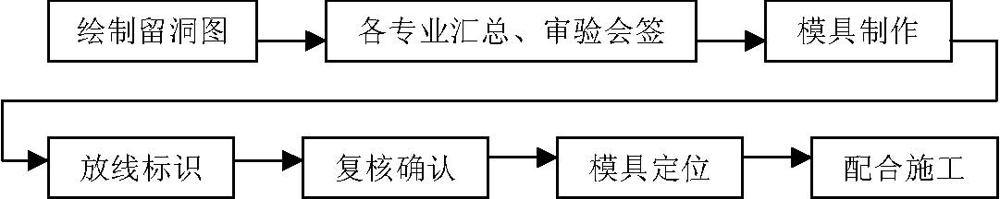 绘制留洞图
各专业汇总、审验会签
模具制作
放线标识
复核确认
模具定位
配合施工